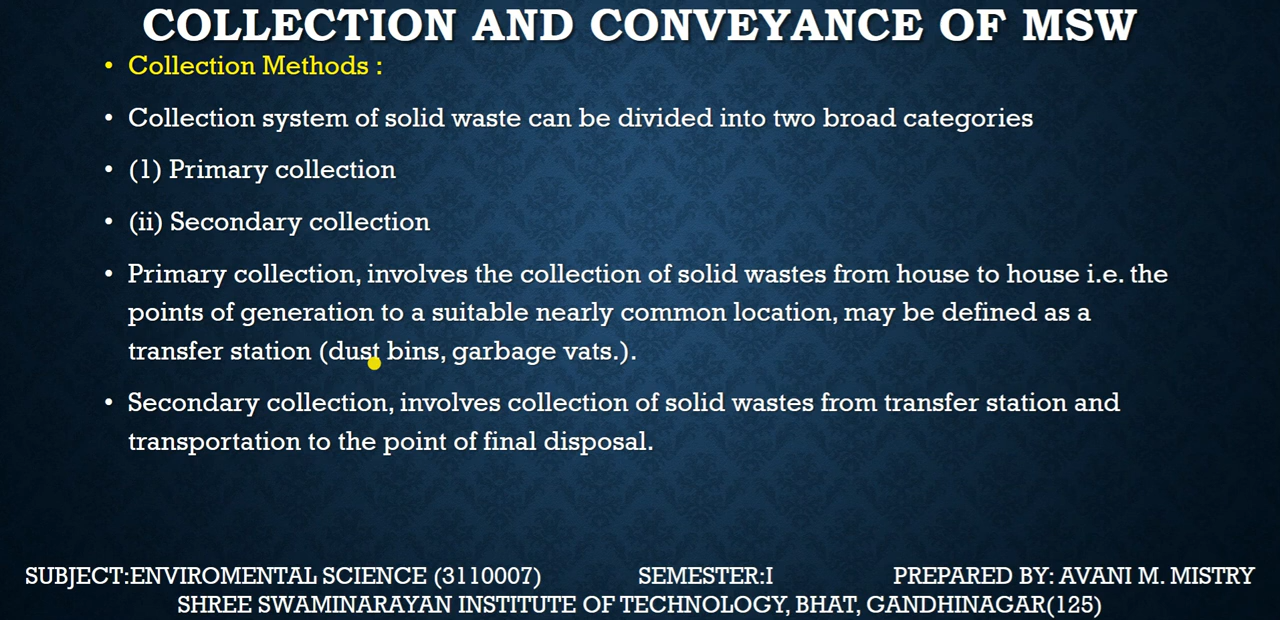 COLLECTION AND CONVEYANCE OF MSW
• Collection Methods :
• Collection system of solid waste can be divided into two broad categories
• (1) Primary collection
• (ii) Secondary collection
• Primary collection, involves the collection of solid wastes from house to house i.e. the
points of generation to a suitable nearly common location, may be defined as a
transfer station (dust bins, garbage vats.).
• Secondary collection, involves collection of solid wastes from transfer station and
transportation to the point of final disposal.
SUBJECT:ENVIROMENTAL SCIENCE (3110007) SEMESTER:I PREPARED BY: AVANI M. MISTRY
SHREE SWAMINARAYAN INSTITUTE OF TECHNOLOGY, BHAT, GANDHINAGAR(125)